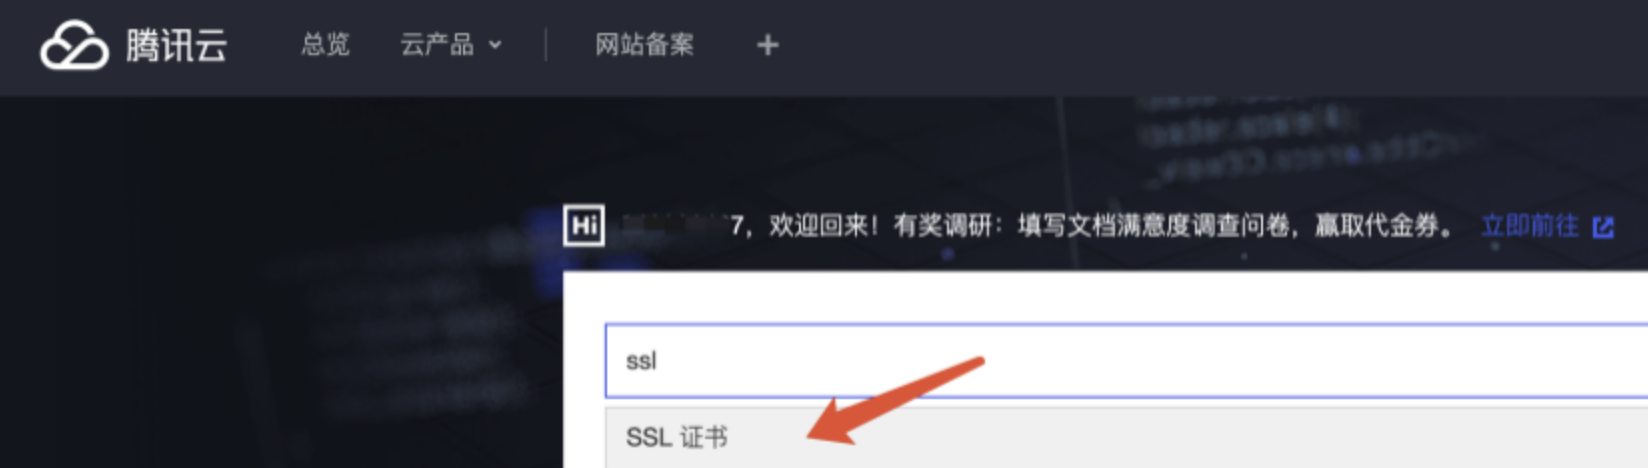 腾讯云 总览 云产品 网站备案 +
Hi 7，欢迎回来！有奖调研：填写文档满意度调查问卷，赢取代金券。 立即前往
ssl
SSL 证书